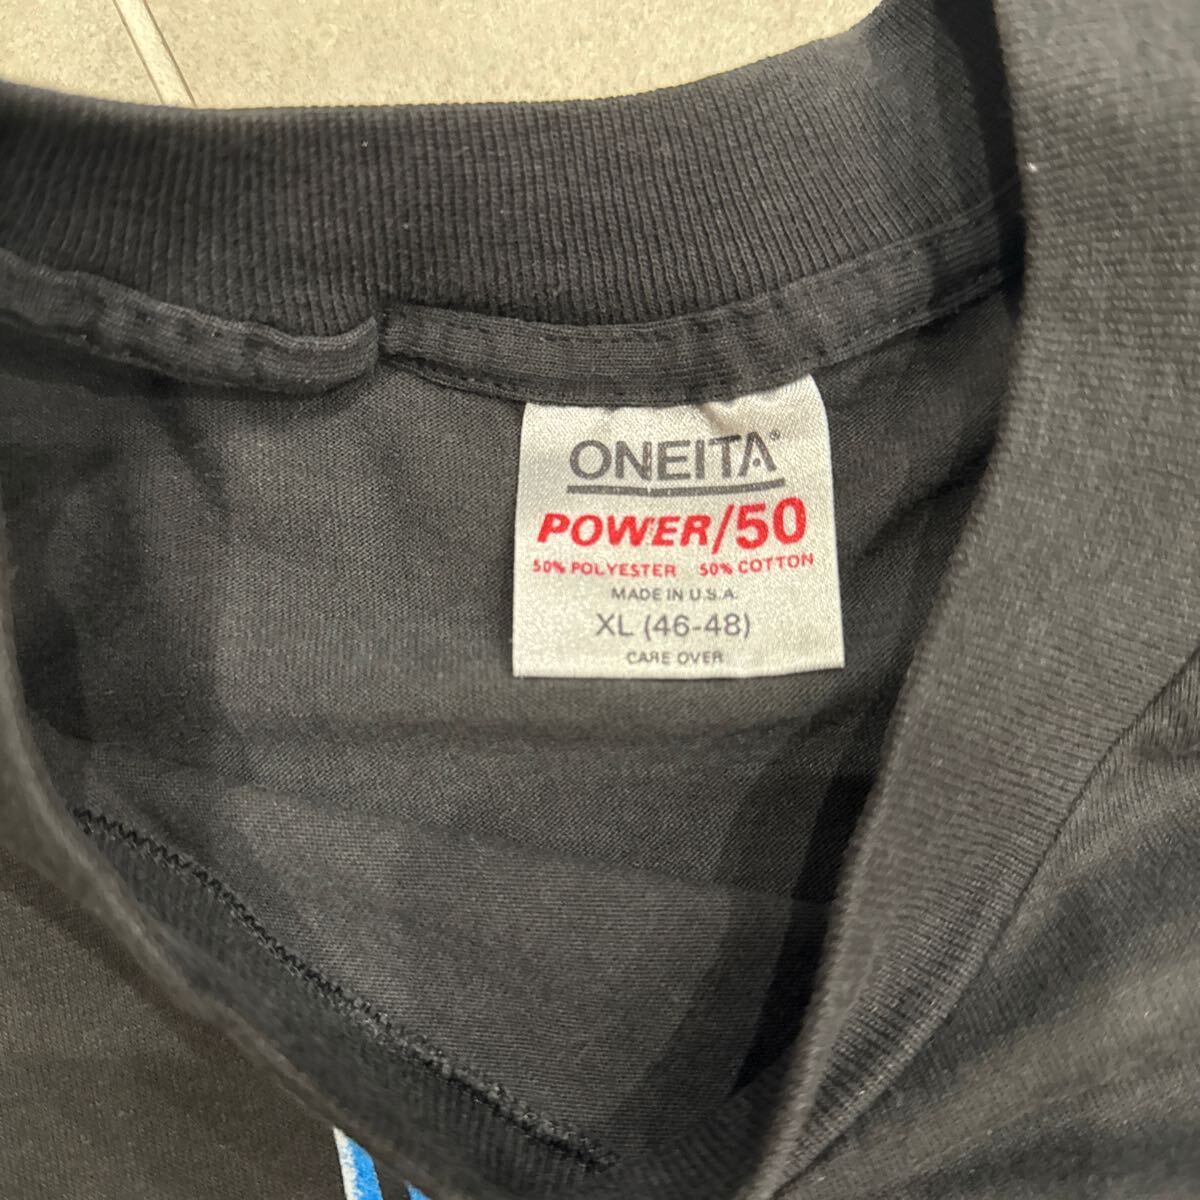 ONEITA®
POWER/50
50% POLYESTER 50% COTTON
MADE IN U.S.A.
XL (46-48)
CARE OVER